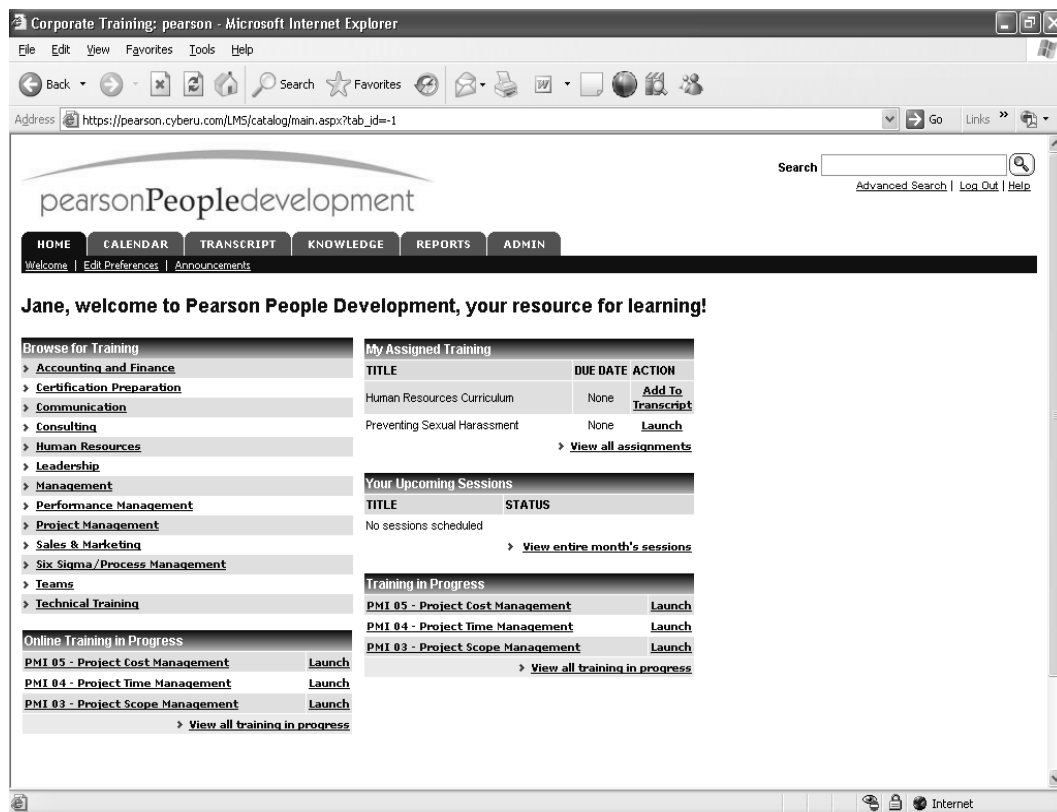 Corporate Training: pearson - Microsoft Internet Explorer
File Edit View Favorites Tools Help
Back Search Favorites
Address https://pearson.cyberu.com/LMS/catalog/main.aspx?tab_id=-1 Go Links »
pearsonPeopledevelopment
Search
Advanced Search | Log Out | Help
HOME CALENDAR TRANSCRIPT KNOWLEDGE REPORTS ADMIN
Welcome | Edit Preferences | Announcements
Jane, welcome to Pearson People Development, your resource for learning!
Browse for Training
Accounting and Finance
Certification Preparation
Communication
Consulting
Human Resources
Leadership
Management
Performance Management
Project Management
Sales & Marketing
Six Sigma/Process Management
Teams
Technical Training
Online Training in Progress
PMI 05 - Project Cost Management Launch
PMI 04 - Project Time Management Launch
PMI 03 - Project Scope Management Launch
View all training in progress
My Assigned Training
TITLE DUE DATE ACTION
Human Resources Curriculum None Add To
Transcript
Preventing Sexual Harassment None Launch
View all assignments
Your Upcoming Sessions
TITLE STATUS
No sessions scheduled
View entire month's sessions
Training in Progress
PMI 05 - Project Cost Management Launch
PMI 04 - Project Time Management Launch
PMI 03 - Project Scope Management Launch
View all training in progress
Internet